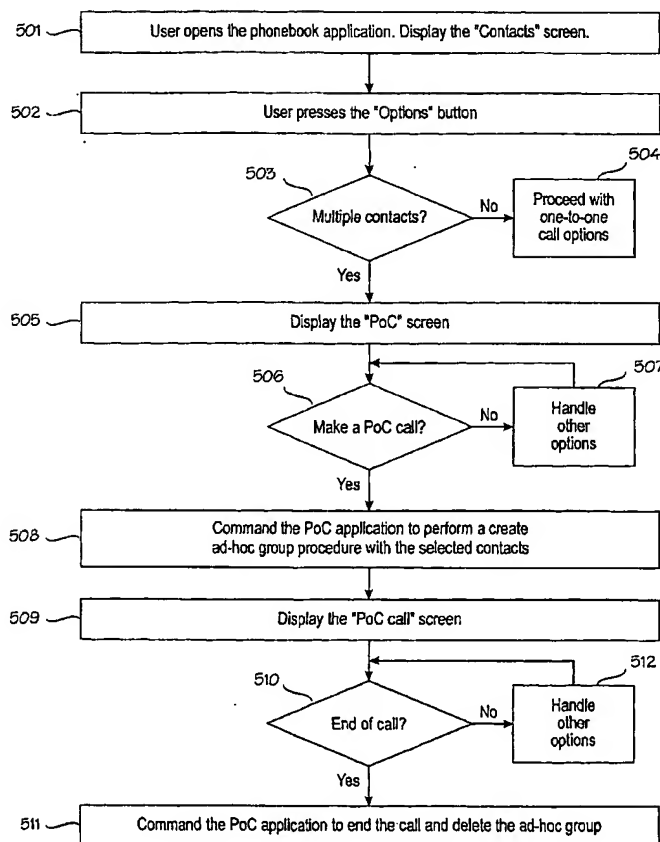 501
User opens the phonebook application. Display the "Contacts" screen.
502
User presses the "Options" button
503
504
Multiple contacts?
No
Proceed with
one-to-one
call options
Yes
505
Display the "PoC" screen
506
507
Make a PoC call?
No
Handle
other
options
Yes
508
Command the PoC application to perform a create
ad-hoc group procedure with the selected contacts
509
Display the "PoC call" screen
510
512
End of call?
No
Handle
other
options
Yes
511
Command the PoC application to end the call and delete the ad-hoc group